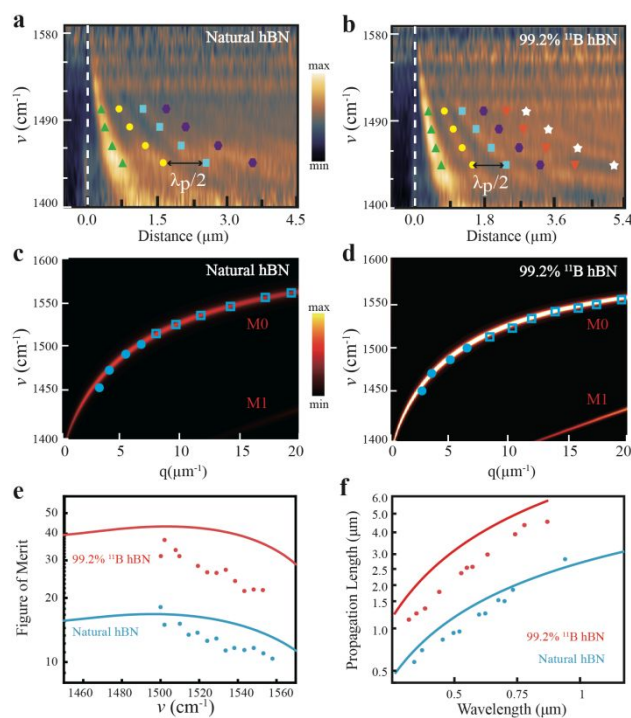 a
Natural hBN
1580
1490
1400
ν (cm⁻¹)
λp/2
0.0 1.5 3.0 4.5
Distance (μm)
max
min
b
99.2% ¹¹B hBN
1580
1490
1400
ν (cm⁻¹)
λp/2
0.0 1.8 3.6 5.4
Distance (μm)
c
Natural hBN
1600
1550
1500
1450
1400
ν (cm⁻¹)
M0
M1
0 5 10 15 20
q(μm⁻¹)
max
min
d
99.2% ¹¹B hBN
1600
1550
1500
1450
1400
ν (cm⁻¹)
M0
M1
0 5 10 15 20
q(μm⁻¹)
e
50
40
30
20
10
Figure of Merit
99.2% ¹¹B hBN
Natural hBN
1460 1480 1500 1520 1540 1560
ν (cm⁻¹)
f
6.0
5.0
4.0
3.0
2.0
1.5
1.0
0.5
Propagation Length (μm)
99.2% ¹¹B hBN
Natural hBN
0.5 0.75 1
Wavelength (μm)